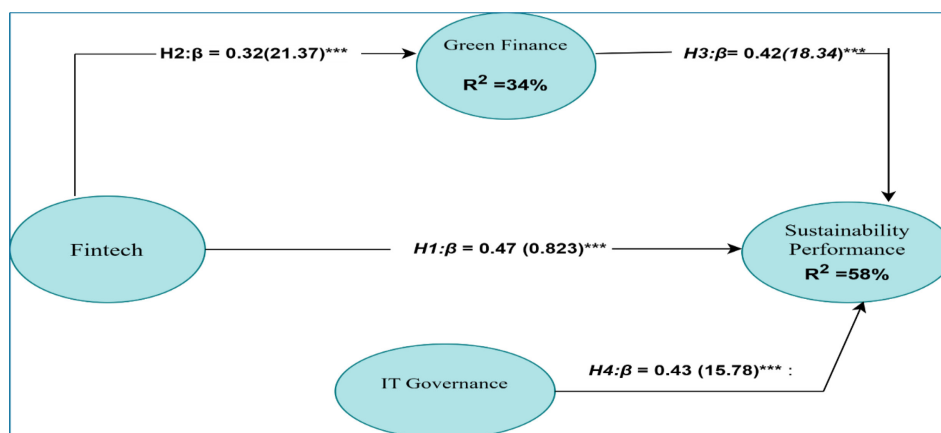 Green Finance
R² =34%
H2:β = 0.32(21.37)***
H3:β= 0.42(18.34)***
Fintech
H1:β = 0.47 (0.823)***
Sustainability
Performance
R² =58%
IT Governance
H4:β = 0.43 (15.78)*** :